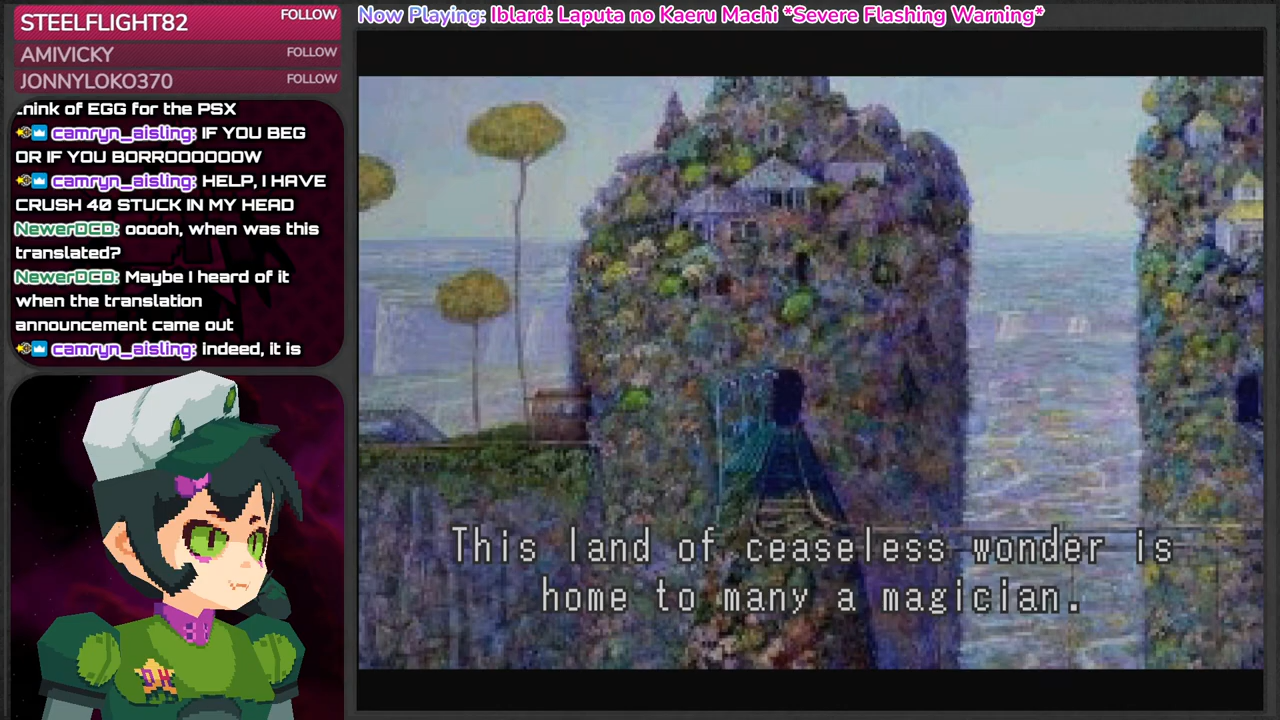 STEELFLIGHT82 FOLLOW
AMIVICKY FOLLOW
JONNYLOKO370 FOLLOW
Now Playing: Iblard: Laputa no Kaeru Machi *Severe Flashing Warning*
of EGG for the PSX
camryn_aisling: IF YOU BEG
OR IF YOU BORROOOOOOW
camryn_aisling: HELP, I HAVE
CRUSH 40 STUCK IN MY HEAD
NewerDCD: ooooh, when was this
translated?
NewerDCD: Maybe I heard of it
when the translation
announcement came out
camryn_aisling: indeed, it is
This land of ceaseless wonder is
home to many a magician.